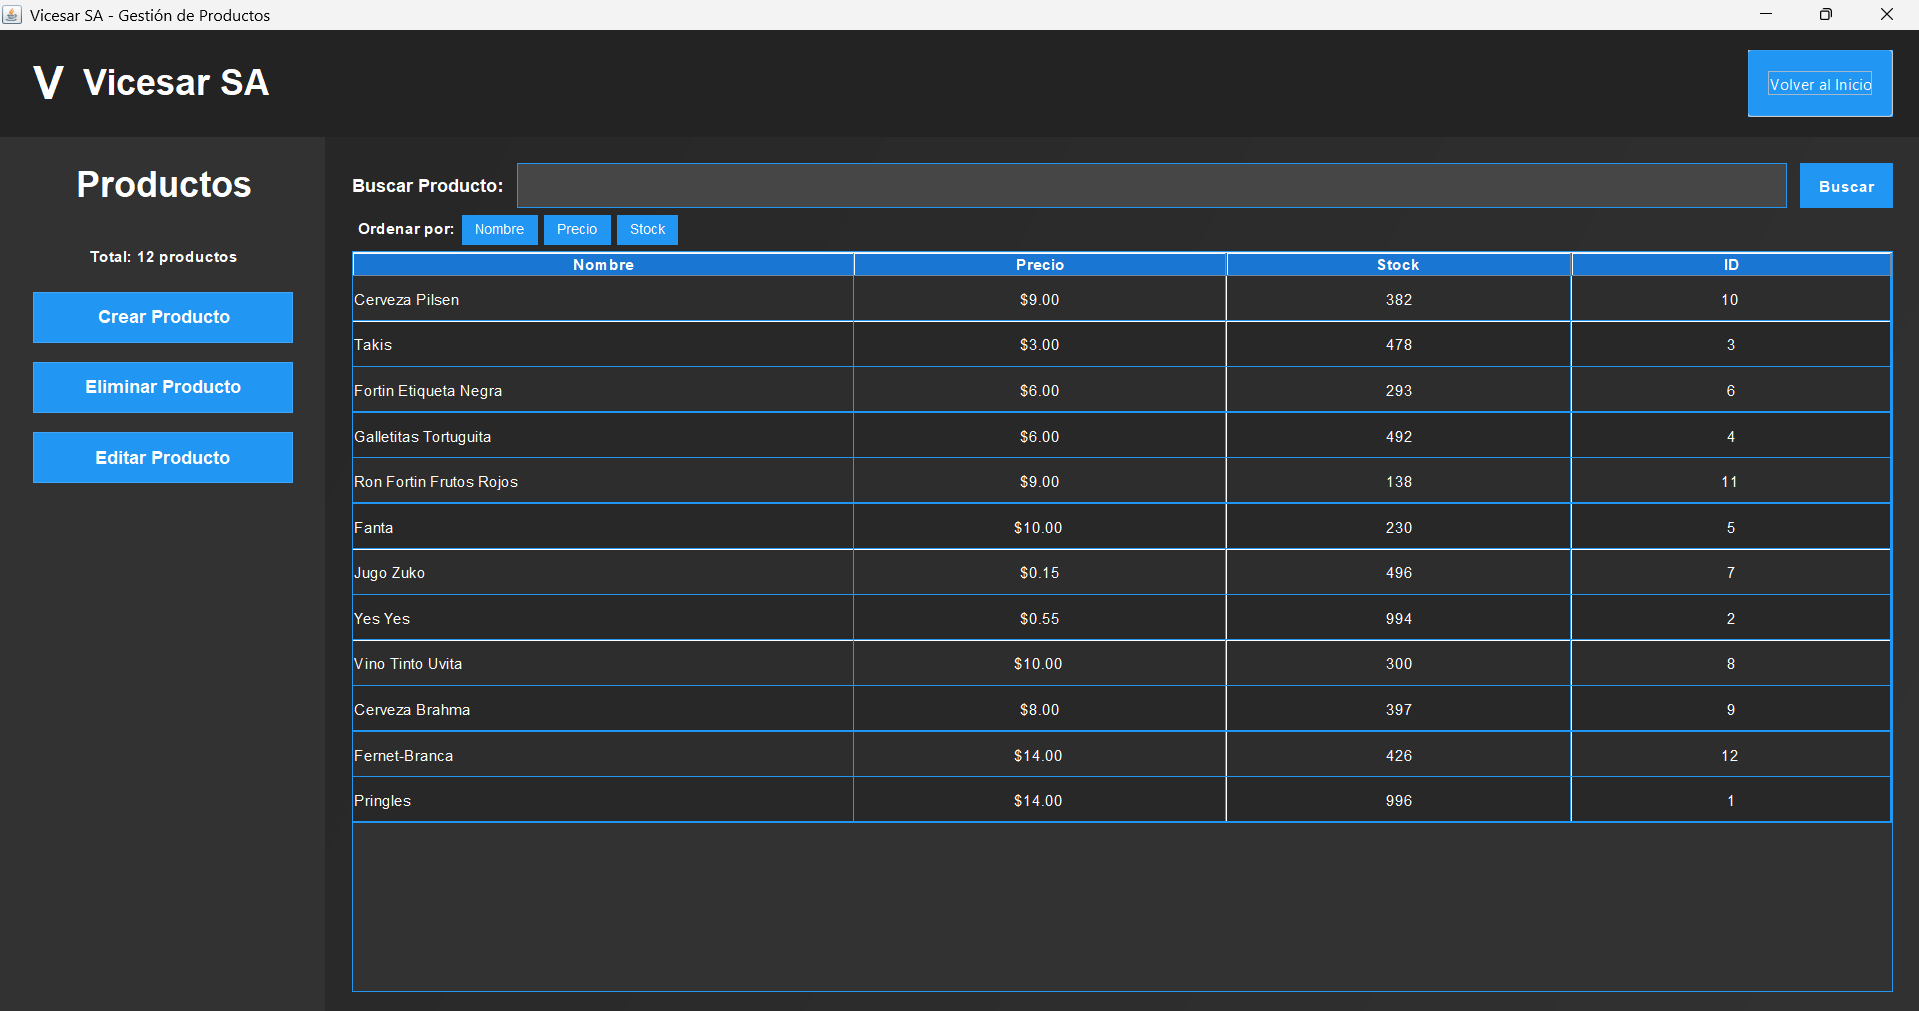 Vicesar SA - Gestión de Productos
V Vicesar SA
Volver al Inicio
Productos
Total: 12 productos
Crear Producto
Eliminar Producto
Editar Producto
Buscar Producto:
Buscar
Ordenar por: Nombre Precio Stock
Nombre Precio Stock ID
Cerveza Pilsen $9.00 382 10
Takis $3.00 478 3
Fortin Etiqueta Negra $6.00 293 6
Galletitas Tortuguita $6.00 492 4
Ron Fortin Frutos Rojos $9.00 138 11
Fanta $10.00 230 5
Jugo Zuko $0.15 496 7
Yes Yes $0.55 994 2
Vino Tinto Uvita $10.00 300 8
Cerveza Brahma $8.00 397 9
Fernet-Branca $14.00 426 12
Pringles $14.00 996 1